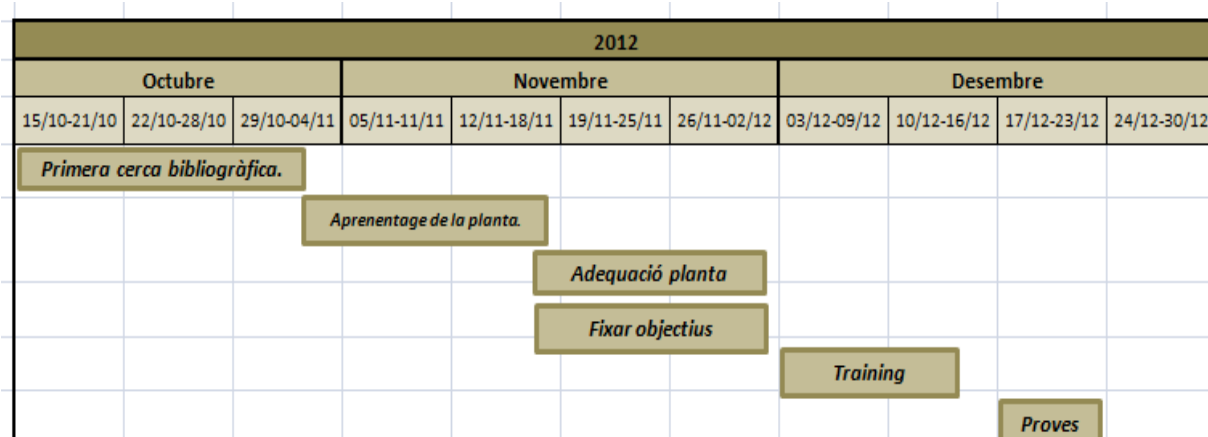 2012
Octubre Novembre Desembre
15/10-21/10 22/10-28/10 29/10-04/11 05/11-11/11 12/11-18/11 19/11-25/11 26/11-02/12 03/12-09/12 10/12-16/12 17/12-23/12 24/12-30/12
Primera cerca bibliogràfica.
Aprenentage de la planta.
Adequació planta
Fixar objectius
Training
Proves